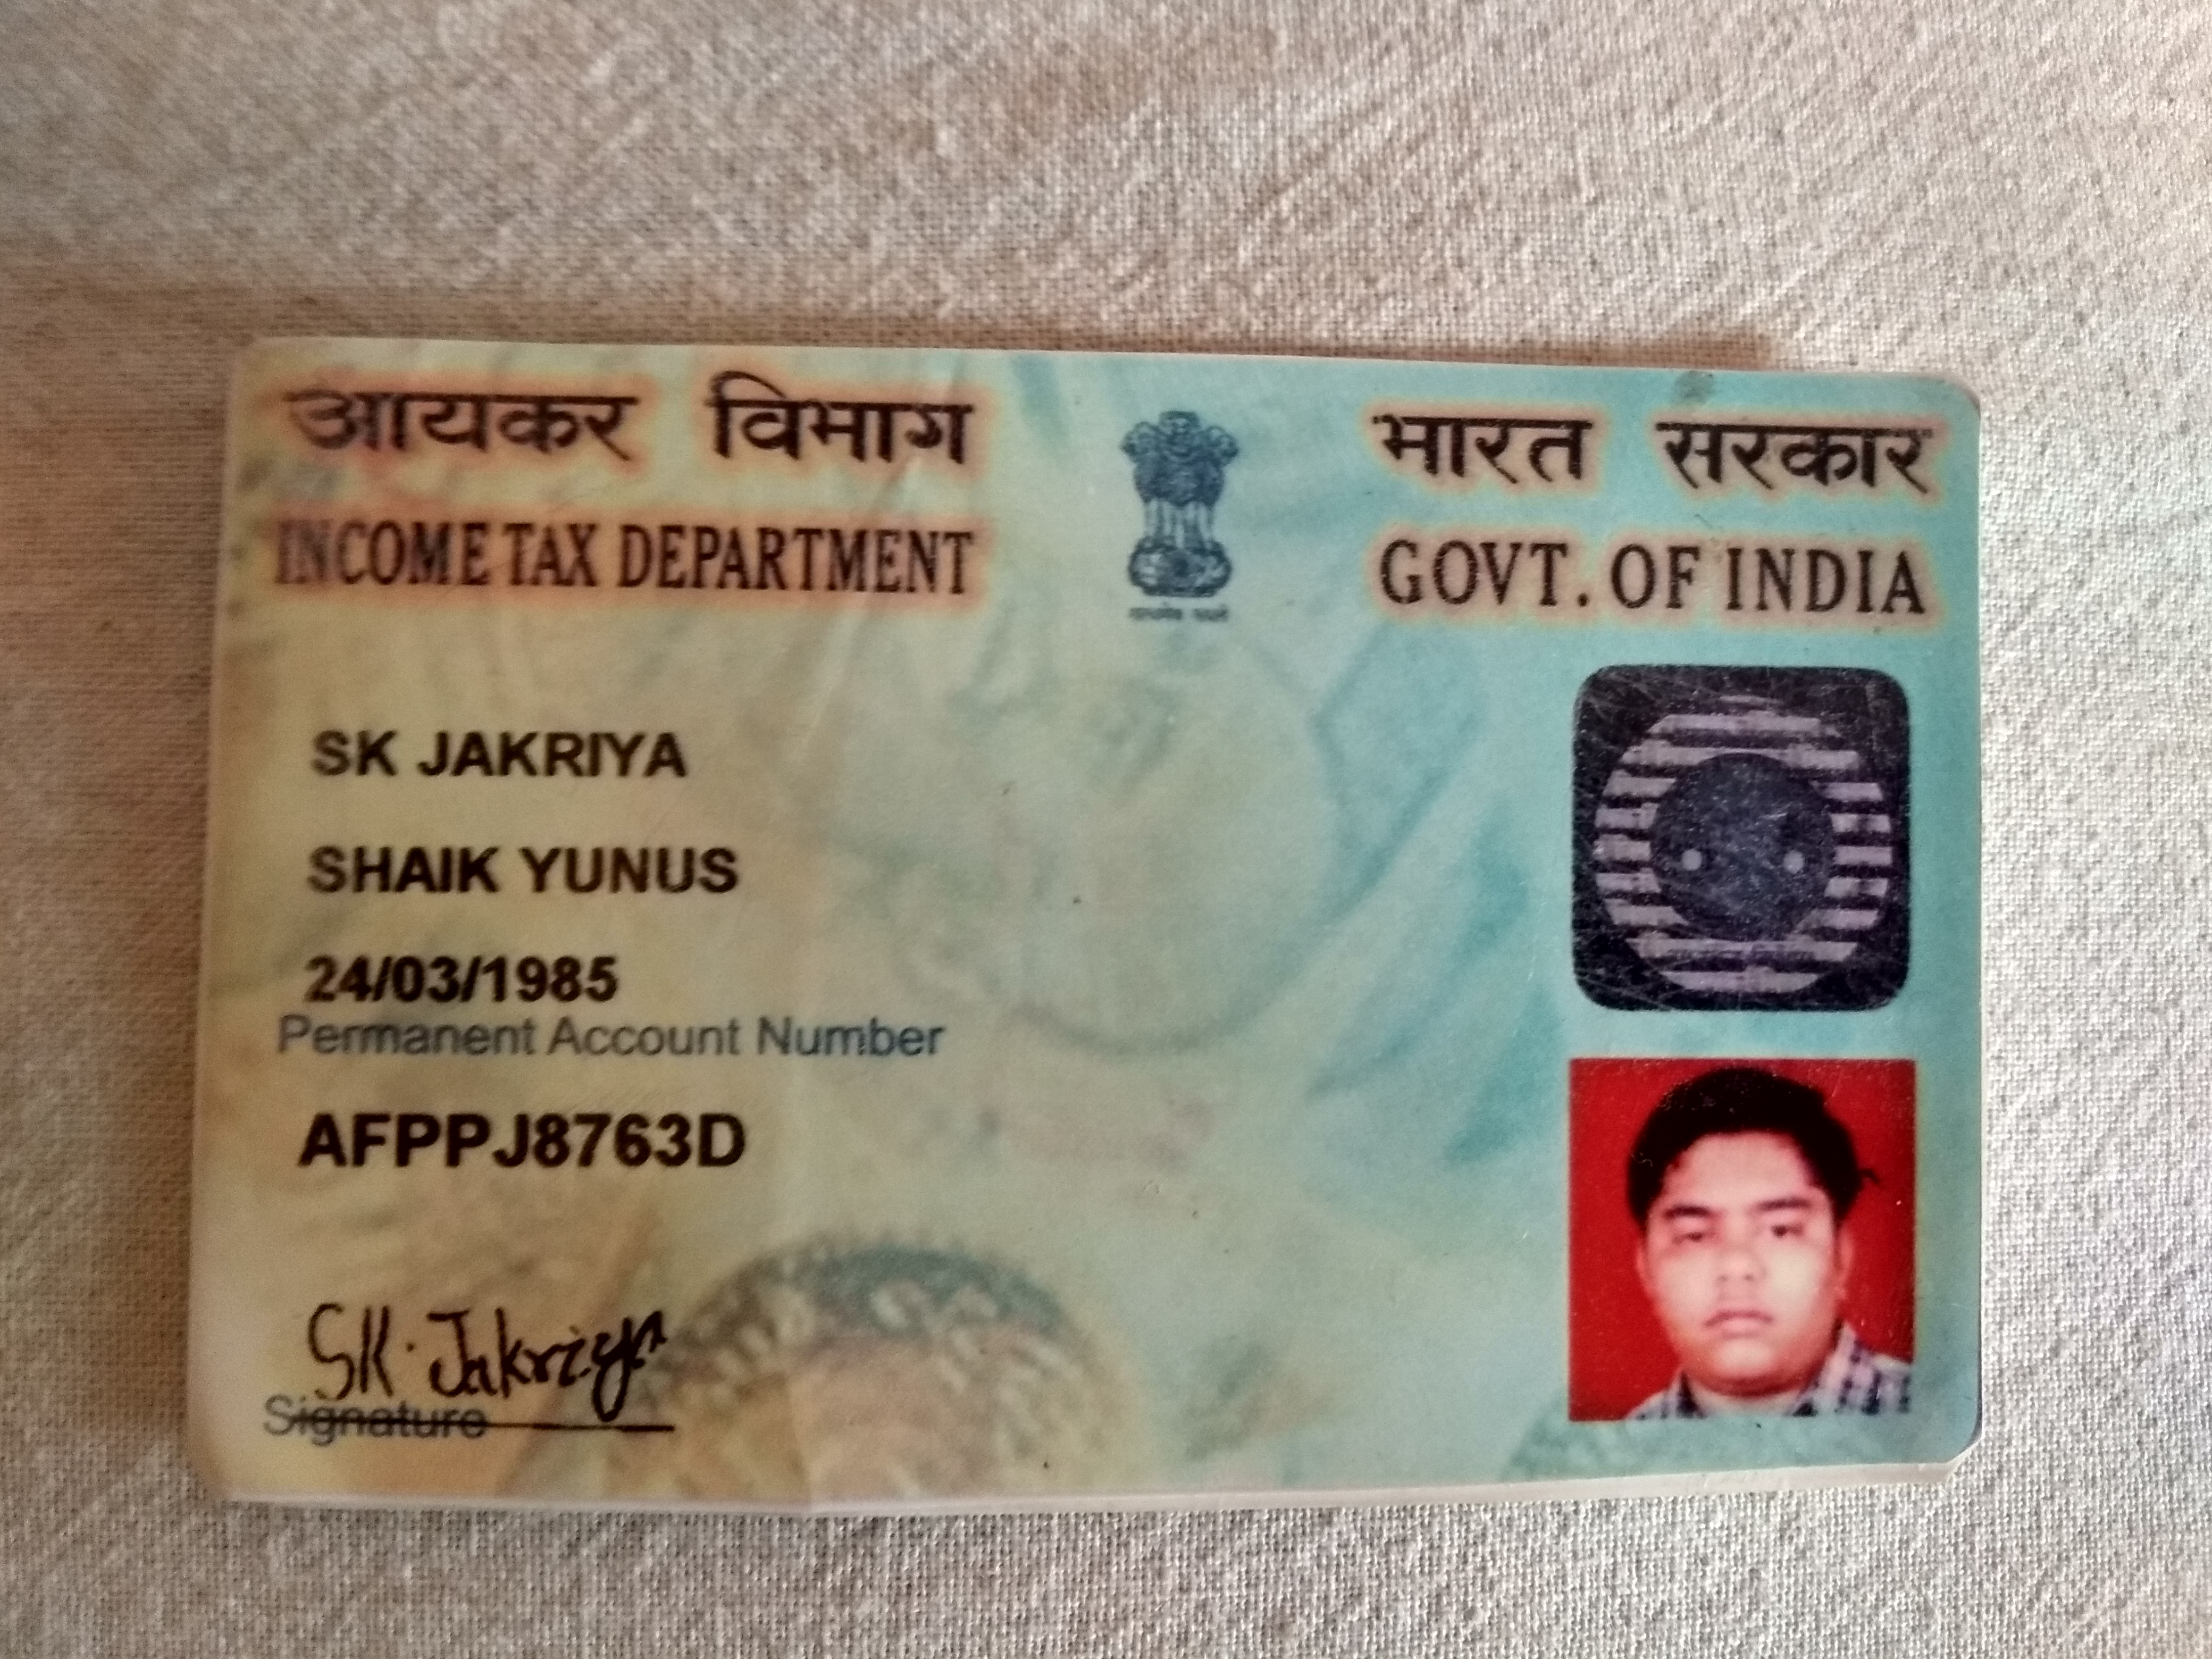 आयकर विभाग
INCOME TAX DEPARTMENT
भारत सरकार
GOVT. OF INDIA
SK JAKRIYA
SHAIK YUNUS
24/03/1985
Permanent Account Number
AFPPJ8763D
SK. Jakriya
Signature